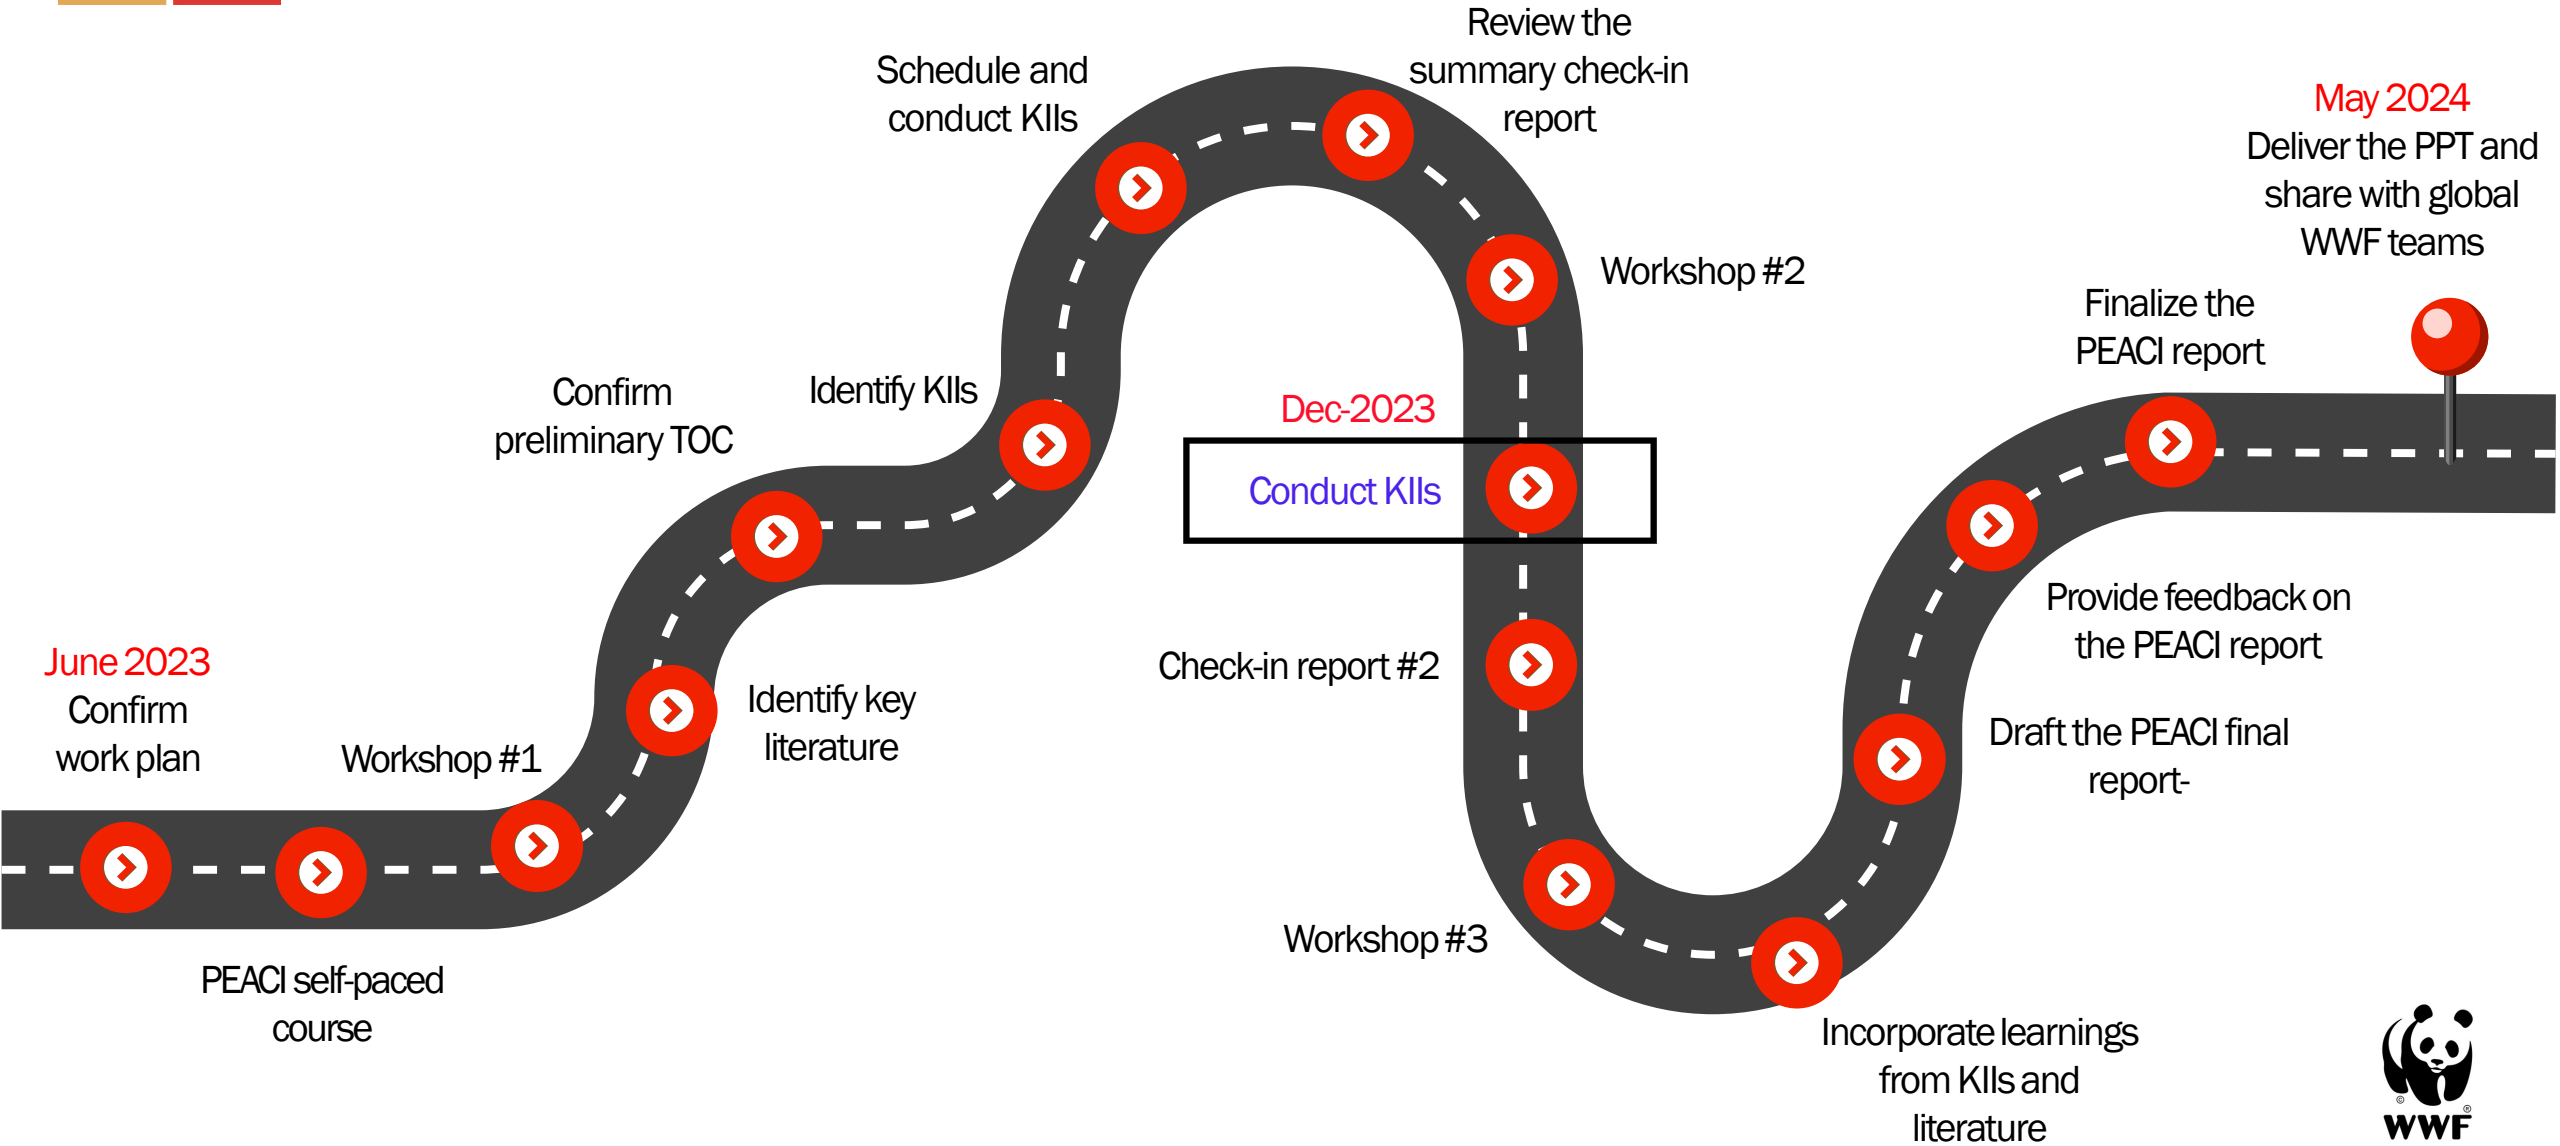 June 2023
Confirm
work plan
PEACI self-paced
course
Workshop #1
Identify key
literature
Confirm
preliminary TOC
Identify KIIs
Schedule and
conduct KIIs
Review the
summary check-in
report
Workshop #2
Dec-2023
Conduct KIIs
Check-in report #2
Workshop #3
Incorporate learnings
from KIIs and
literature
Draft the PEACI final
report-
Provide feedback on
the PEACI report
Finalize the
PEACI report
May 2024
Deliver the PPT and
share with global
WWF teams
©
®
WWF